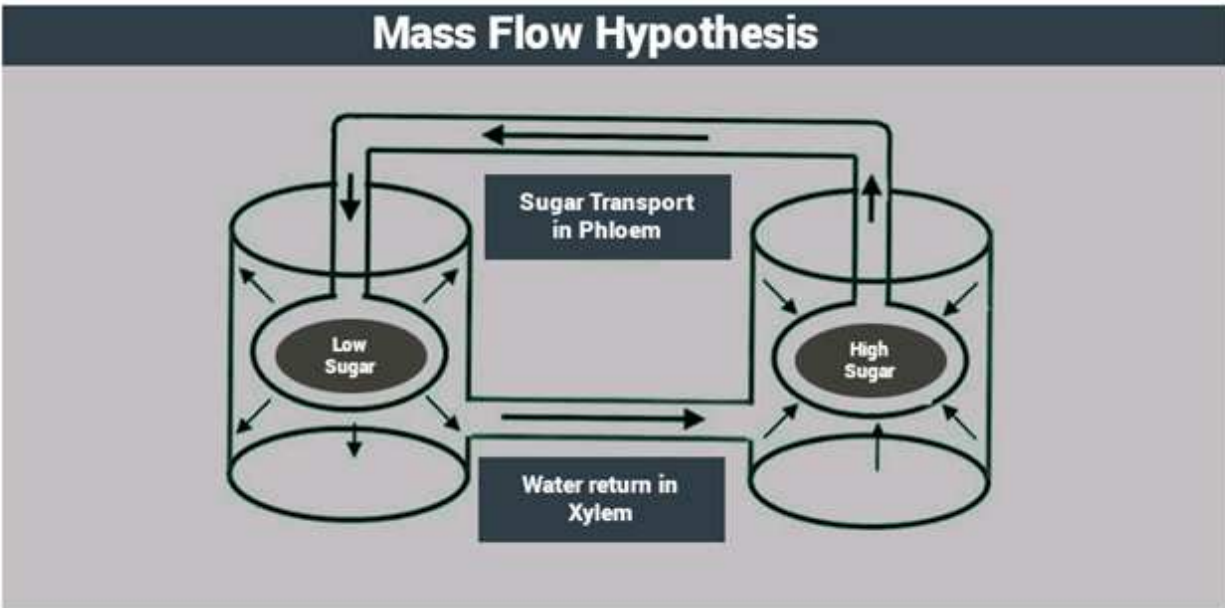 Mass Flow Hypothesis
Sugar Transport
in Phloem
Low
Sugar
High
Sugar
Water return in
Xylem